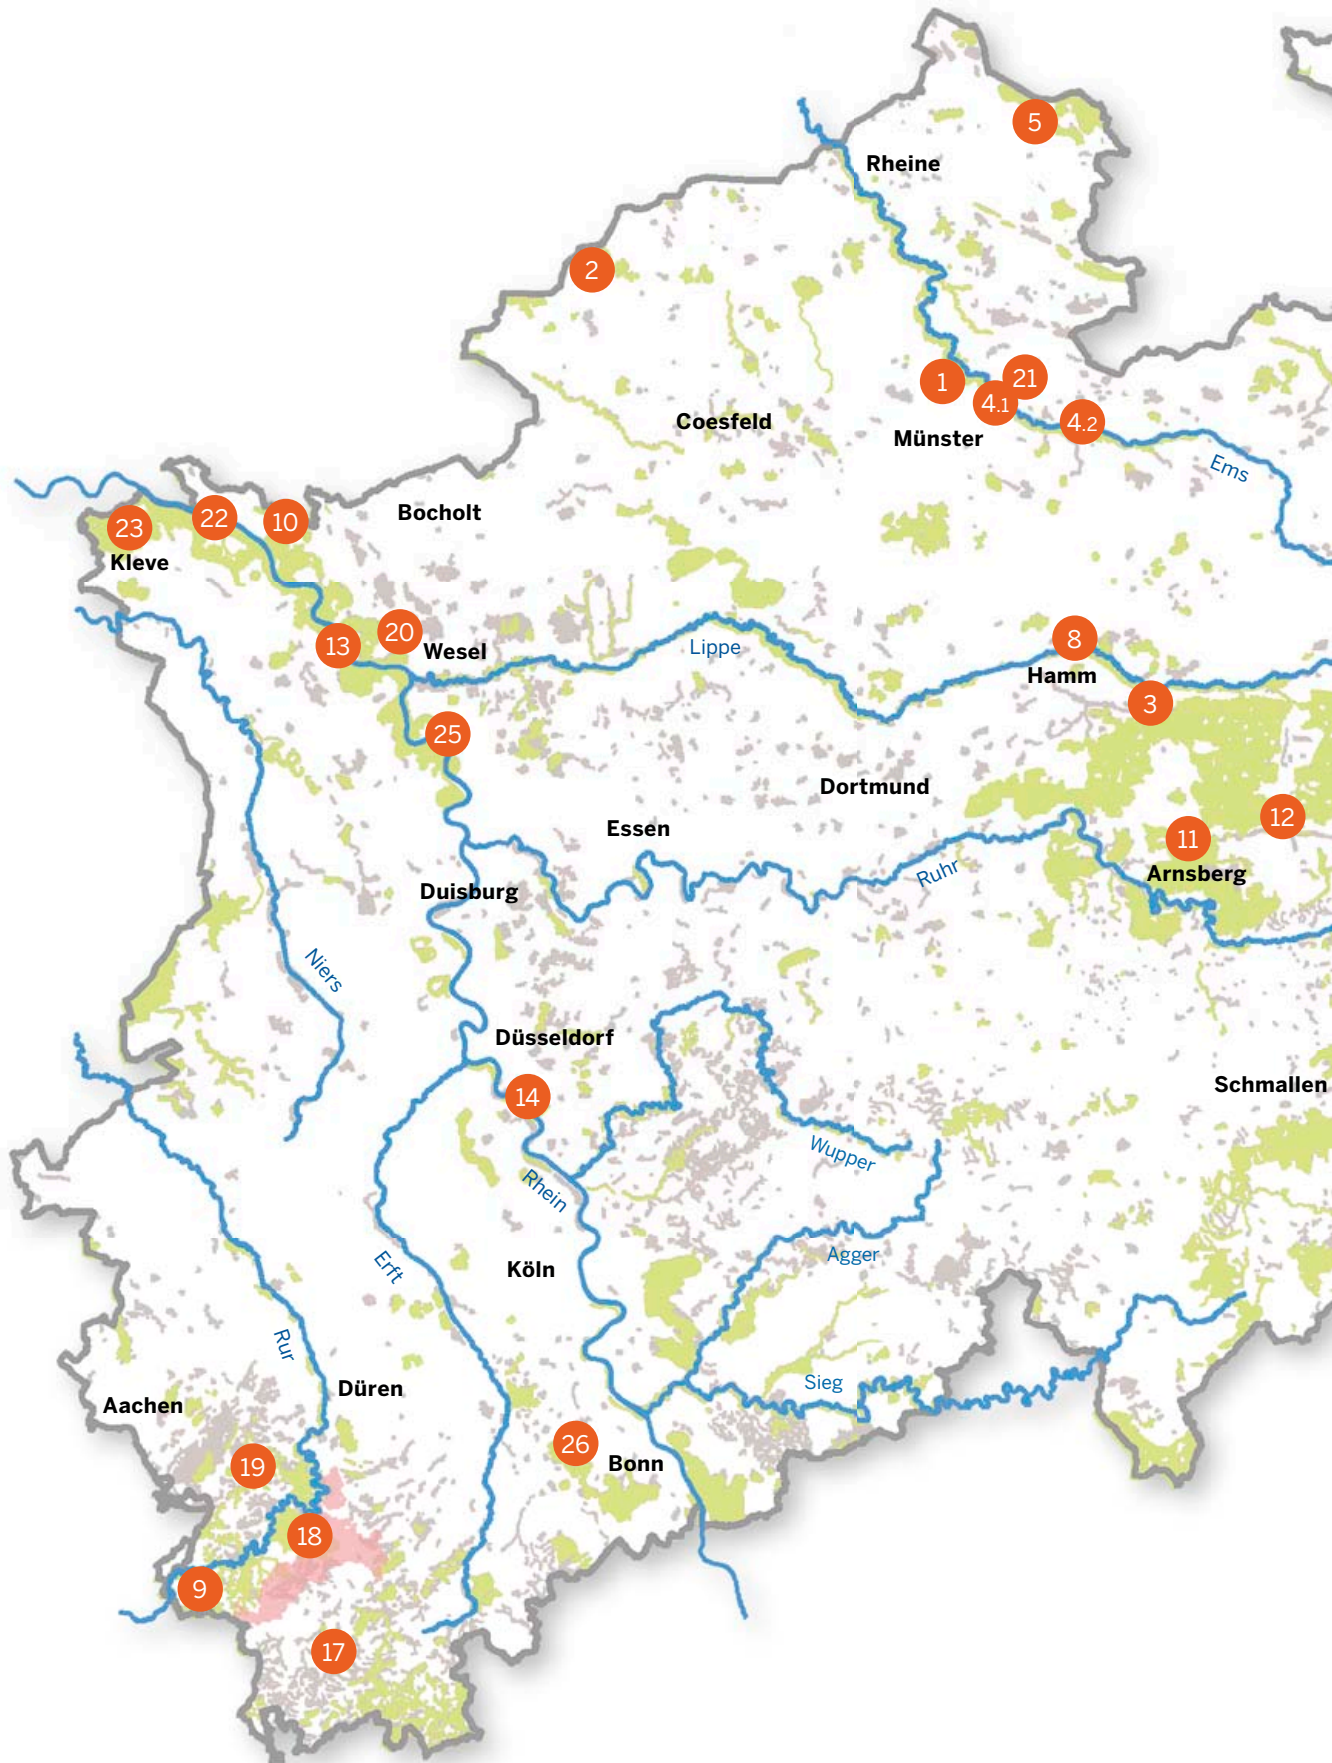 5
Rheine
2
1
21
4.1
4.2
Coesfeld
Münster
Ems
23
22
10
Bocholt
Kleve
13
20
Wesel
Lippe
8
Hamm
3
25
Dortmund
12
Essen
11
Ruhr
Arnsberg
Duisburg
Niers
Düsseldorf
14
Schmallen
Wupper
Rhein
Agger
Köln
Erft
Rur
Sieg
Düren
Aachen
26
Bonn
19
18
9
17